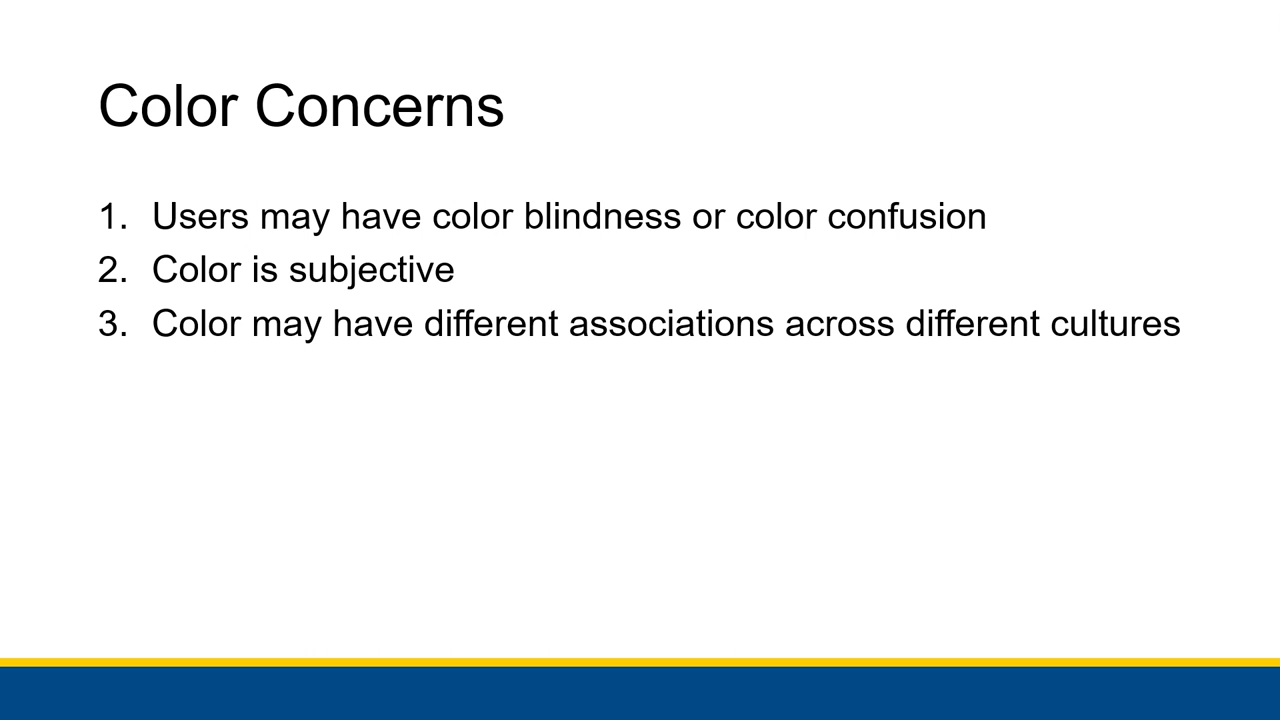 Color Concerns
1. Users may have color blindness or color confusion
2. Color is subjective
3. Color may have different associations across different cultures